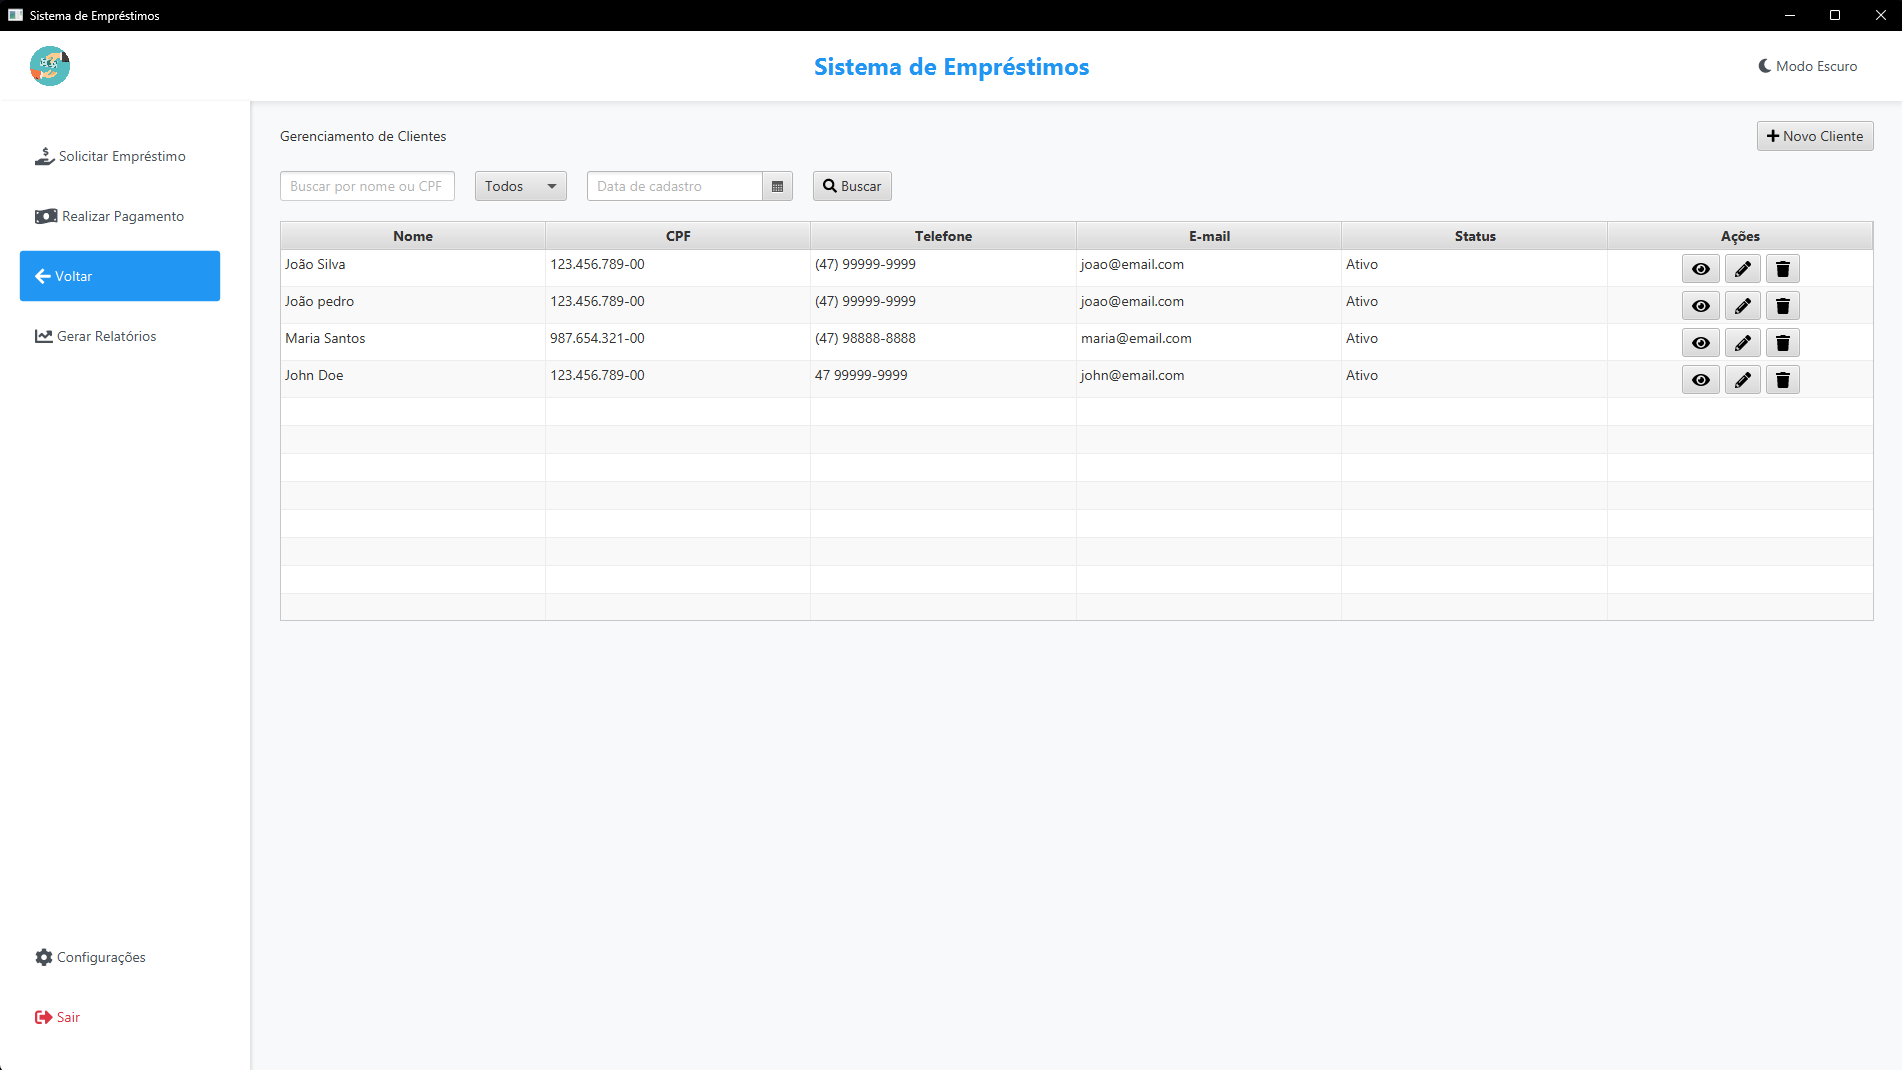 Sistema de Empréstimos
Sistema de Empréstimos
Modo Escuro
Solicitar Empréstimo
Realizar Pagamento
Voltar
Gerar Relatórios
Configurações
Sair
Gerenciamento de Clientes
Novo Cliente
Buscar por nome ou CPF Todos Data de cadastro Buscar
Nome CPF Telefone E-mail Status Ações
João Silva 123.456.789-00 (47) 99999-9999 joao@email.com Ativo
João pedro 123.456.789-00 (47) 99999-9999 joao@email.com Ativo
Maria Santos 987.654.321-00 (47) 98888-8888 maria@email.com Ativo
John Doe 123.456.789-00 47 99999-9999 john@email.com Ativo